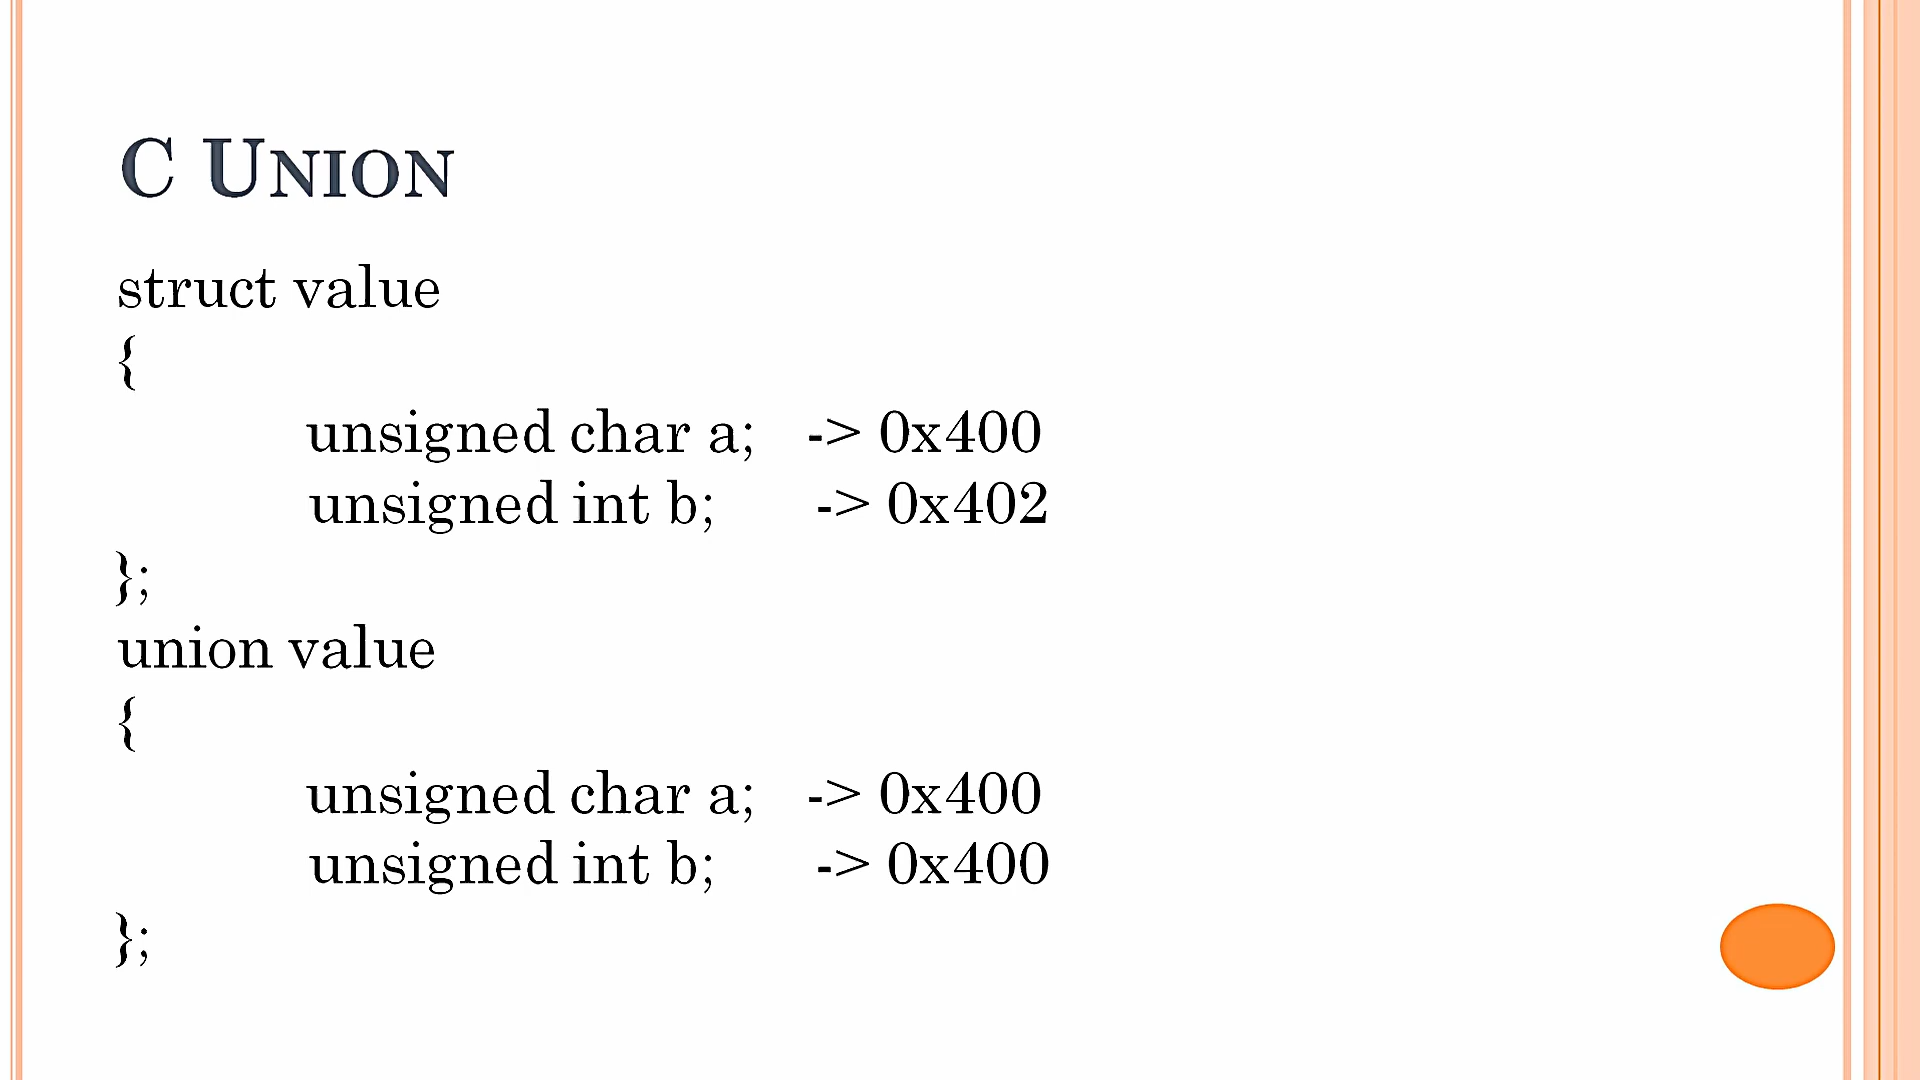 C UNION
struct value
{
unsigned char a; -> 0x400
unsigned int b; -> 0x402
};
union value
{
unsigned char a; -> 0x400
unsigned int b; -> 0x400
};